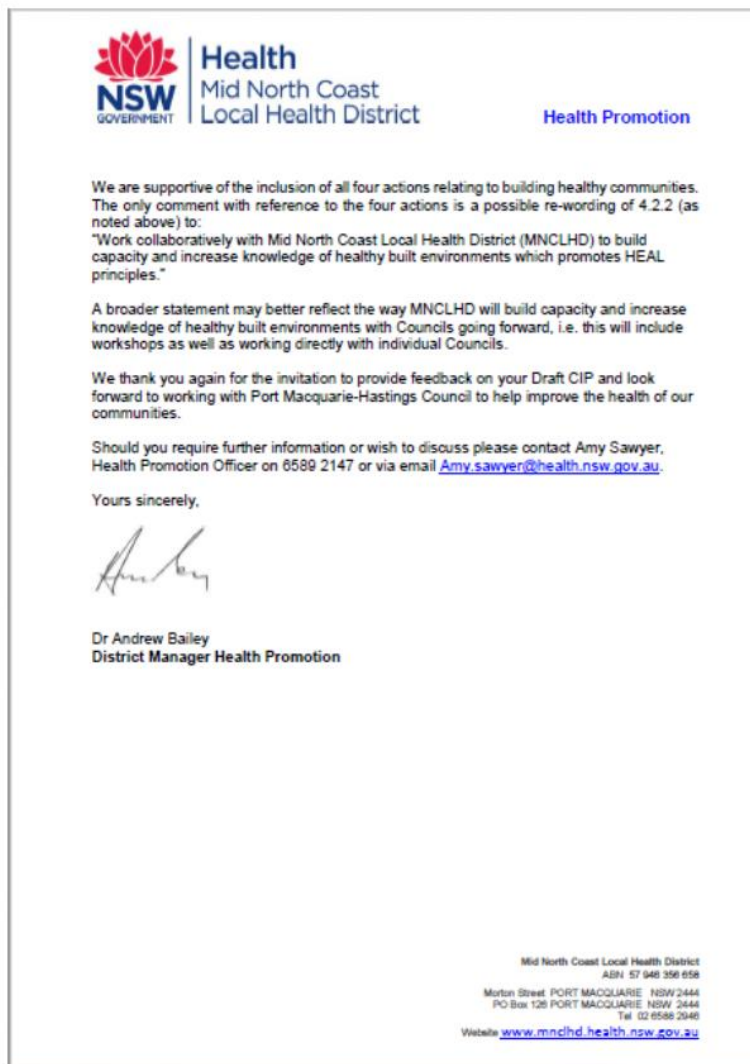 Health
Mid North Coast
Local Health District
NSW
GOVERNMENT
Health Promotion
We are supportive of the inclusion of all four actions relating to building healthy communities.
The only comment with reference to the four actions is a possible re-wording of 4.2.2 (as
noted above) to:
"Work collaboratively with Mid North Coast Local Health District (MNCLHD) to build
capacity and increase knowledge of healthy built environments which promotes HEAL
principles."
A broader statement may better reflect the way MNCLHD will build capacity and increase
knowledge of healthy built environments with Councils going forward, i.e. this will include
workshops as well as working directly with individual Councils.
We thank you again for the invitation to provide feedback on your Draft CIP and look
forward to working with Port Macquarie-Hastings Council to help improve the health of our
communities.
Should you require further information or wish to discuss please contact Amy Sawyer,
Health Promotion Officer on 6589 2147 or via email Amy.sawyer@health.nsw.gov.au.
Yours sincerely,
Dr Andrew Bailey
District Manager Health Promotion
Mid North Coast Local Health District
ABN 57 946 356 658
Morton Street PORT MACQUARIE NSW 2444
PO Box 126 PORT MACQUARIE NSW 2444
Tel 02 6588 2946
Website www.mnclhd.health.nsw.gov.au